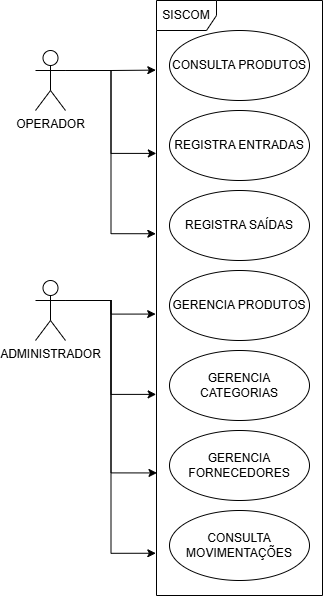 SISCOM
CONSULTA PRODUTOS
OPERADOR
REGISTRA ENTRADAS
REGISTRA SAÍDAS
GERENCIA PRODUTOS
ADMINISTRADOR
GERENCIA
CATEGORIAS
GERENCIA
FORNECEDORES
CONSULTA
MOVIMENTAÇÕES